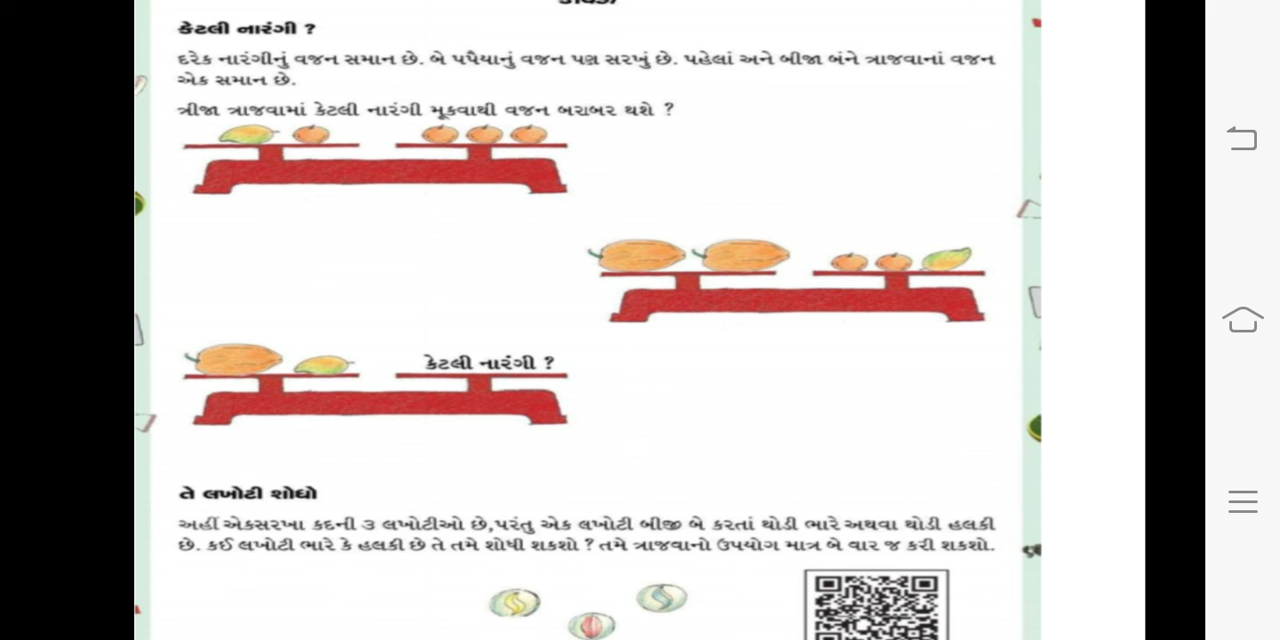 કેટલી નારંગી ?
દરેક નારંગીનું વજન સમાન છે. બે પપૈયાનું વજન પણ સરખું છે. પહેલાં અને બીજા બંને ત્રાજવાનાં વજન
એક સમાન છે.
ત્રીજા ત્રાજવામાં કેટલી નારંગી મૂકવાથી વજન બરાબર થશે ?
કેટલી નારંગી ?
તે લખોટી શોધો
અહીં એકસરખા કદની ૩ લખોટીઓ છે,પરંતુ એક લખોટી બીજી બે કરતાં થોડી ભારે અથવા થોડી હલકી
છે. કઈ લખોટી ભારે કે હલકી છે તે તમે શોધી શકશો ? તમે ત્રાજવાનો ઉપયોગ માત્ર બે વાર જ કરી શકશો.